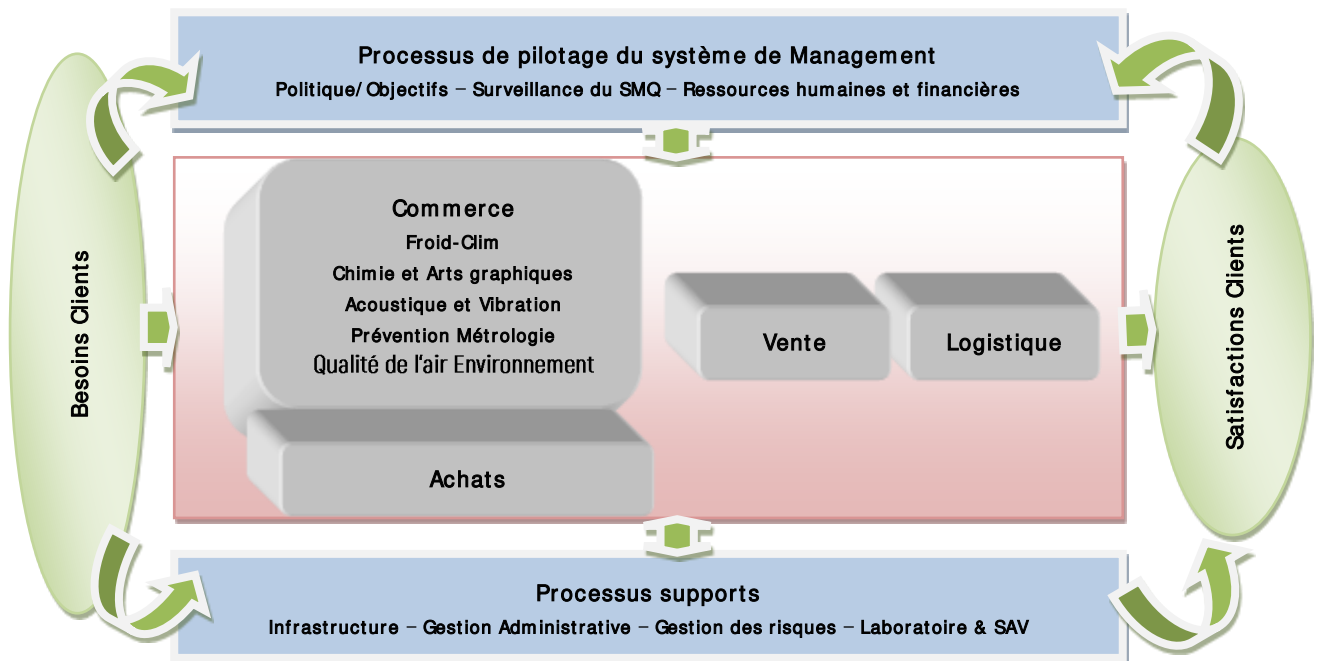 Processus de pilotage du système de Management
Politique/ Objectifs – Surveillance du SMQ – Ressources humaines et financières
Besoins Clients
Commerce
Froid-Clim
Chimie et Arts graphiques
Acoustique et Vibration
Prévention Métrologie
Qualité de l'air Environnement
Achats
Vente
Logistique
Satisfactions Clients
Processus supports
Infrastructure – Gestion Administrative – Gestion des risques – Laboratoire & SAV